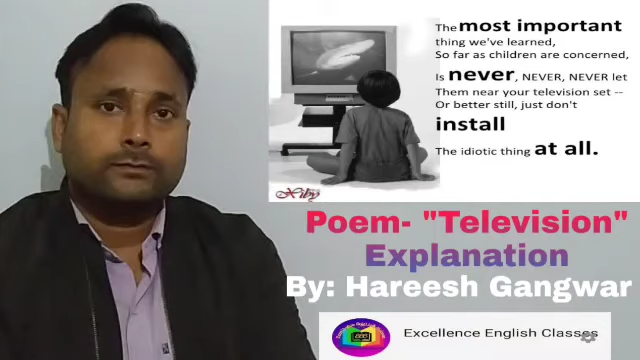 The most important
thing we've learned,
So far as children are concerned,
Is never, NEVER, NEVER let
Them near your television set --
Or better still, just don't
install
The idiotic thing at all.
Xiby
Poem- "Television"
Explanation
By: Hareesh Gangwar
Excellence English Classes